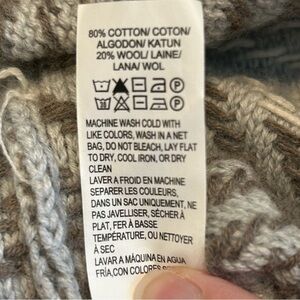 80% COTTON/ COTON/
ALGODON/ KATUN
20% WOOL/ LAINE/
LANA/ WOL
MACHINE WASH COLD WITH
LIKE COLORS, WASH IN A NET
BAG, DO NOT BLEACH, LAY FLAT
TO DRY, COOL IRON, OR DRY
CLEAN
LAVER A FROID EN MACHINE
SEPARER LES COULEURS,
DANS UN SAC UNIQUEMENT, NE
PAS JAVELLISER, SÉCHER À
PLAT, FER À BASSE
TEMPÉRATURE, OU NETTOYER
À SEC
LAVAR A MÁQUINA EN AGUA
FRÍA,CON COLORES